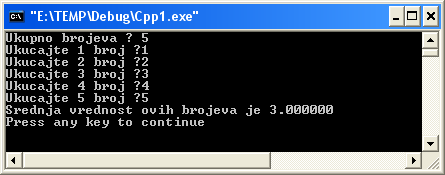 "E:\TEMP\Debug\Cpp1.exe"
Ukupno brojeva ? 5
Ukucajte 1 broj ?1
Ukucajte 2 broj ?2
Ukucajte 3 broj ?3
Ukucajte 4 broj ?4
Ukucajte 5 broj ?5
Srednja vrednost ovih brojeva je 3.000000
Press any key to continue